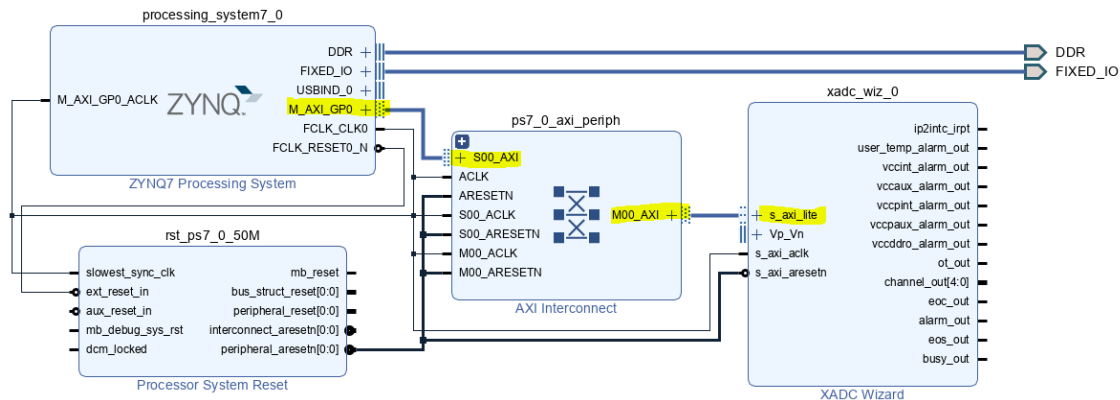 processing_system7_0
DDR
FIXED_IO
USBIND_0
M_AXI_GP0_ACLK
ZYNQ
M_AXI_GP0
FCLK_CLK0
FCLK_RESET0_N
ZYNQ7 Processing System
DDR
FIXED_IO
rst_ps7_0_50M
slowest_sync_clk
mb_reset
ext_reset_in
bus_struct_reset[0:0]
aux_reset_in
peripheral_reset[0:0]
mb_debug_sys_rst
interconnect_aresetn[0:0]
dcm_locked
peripheral_aresetn[0:0]
Processor System Reset
ps7_0_axi_periph
S00_AXI
ACLK
ARESETN
S00_ACLK
M00_AXI
S00_ARESETN
M00_ACLK
M00_ARESETN
AXI Interconnect
xadc_wiz_0
s_axi_lite
Vp_Vn
s_axi_aclk
s_axi_aresetn
ip2intc_irpt
user_temp_alarm_out
vccint_alarm_out
vccaux_alarm_out
vccpint_alarm_out
vccpaux_alarm_out
vccddro_alarm_out
ot_out
channel_out[4:0]
eoc_out
alarm_out
eos_out
busy_out
XADC Wizard